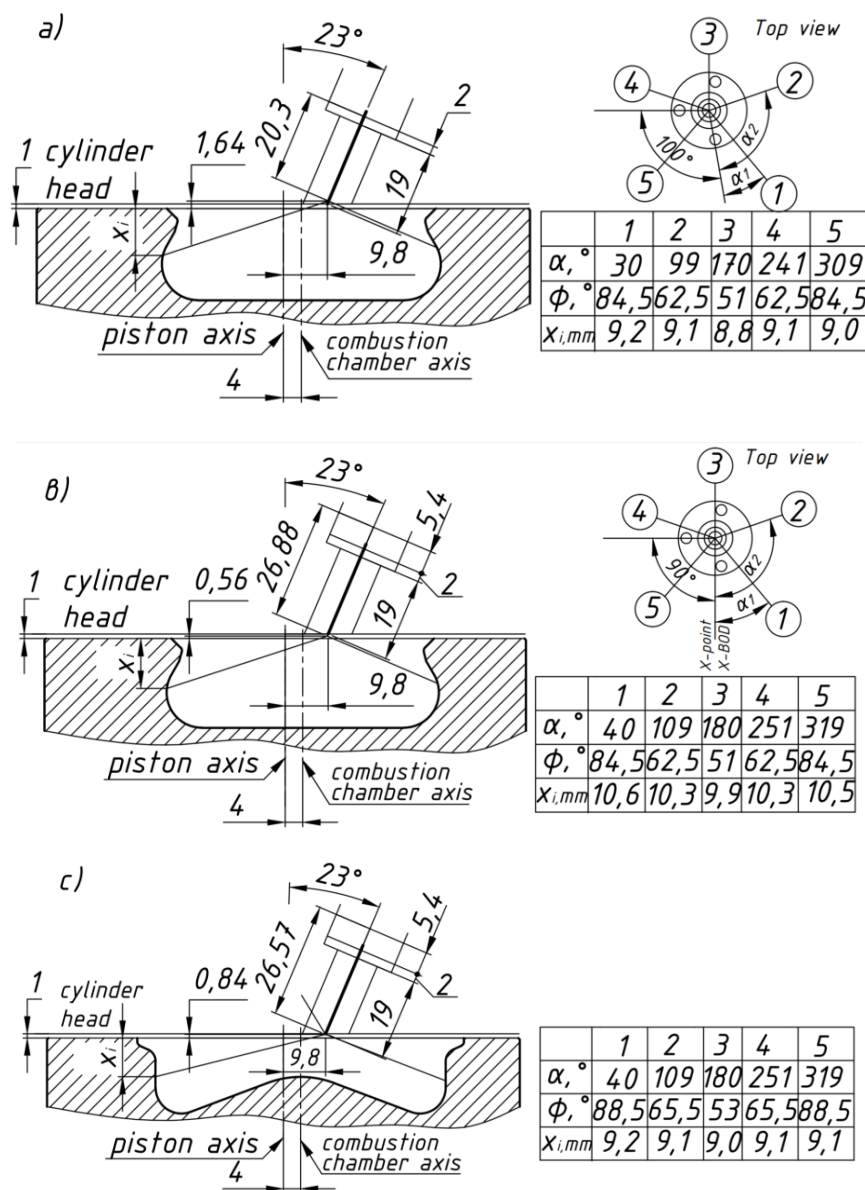 a)
23°
2
20,3
1,64
1 cylinder
head
19
xi
9,8
piston axis
combustion
chamber axis
4
Top view
3
4
2
100°
α2
α1
5
1
1 2 3 4 5
α,° 30 99 170 241 309
ϕ,° 84,5 62,5 51 62,5 84,5
xi,mm 9,2 9,1 8,8 9,1 9,0
в)
23°
5,4
26,88
2
1 cylinder
head
0,56
19
xi
9,8
piston axis
combustion
chamber axis
4
Top view
3
4
2
90°
α2
α1
5
1
X-point
X-BOD
1 2 3 4 5
α,° 40 109 180 251 319
ϕ,° 84,5 62,5 51 62,5 84,5
xi,mm 10,6 10,3 9,9 10,3 10,5
c)
23°
5,4
26,57
2
1 cylinder
head
0,84
19
xi
9,8
piston axis
combustion
chamber axis
4
1 2 3 4 5
α,° 40 109 180 251 319
ϕ,° 88,5 65,5 53 65,5 88,5
xi,mm 9,2 9,1 9,0 9,1 9,1